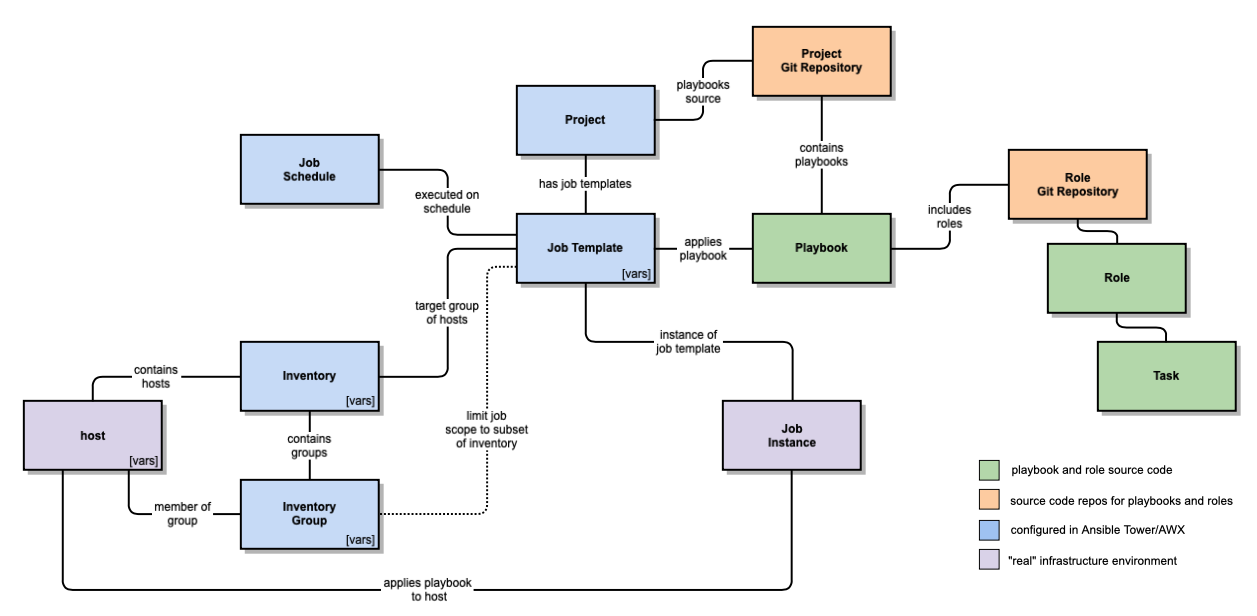 Project
Git Repository
playbooks
source
Project
contains
playbooks
Job
Schedule
Role
Git Repository
has job templates
executed on
schedule
includes
roles
Job Template
[vars]
applies
playbook
Playbook
Role
target group
of hosts
instance of
job template
contains
hosts
Inventory
[vars]
Task
host
[vars]
limit job
scope to subset
of inventory
Job
Instance
contains
groups
member of
group
Inventory
Group
[vars]
playbook and role source code
source code repos for playbooks and roles
configured in Ansible Tower/AWX
"real" infrastructure environment
applies playbook
to host